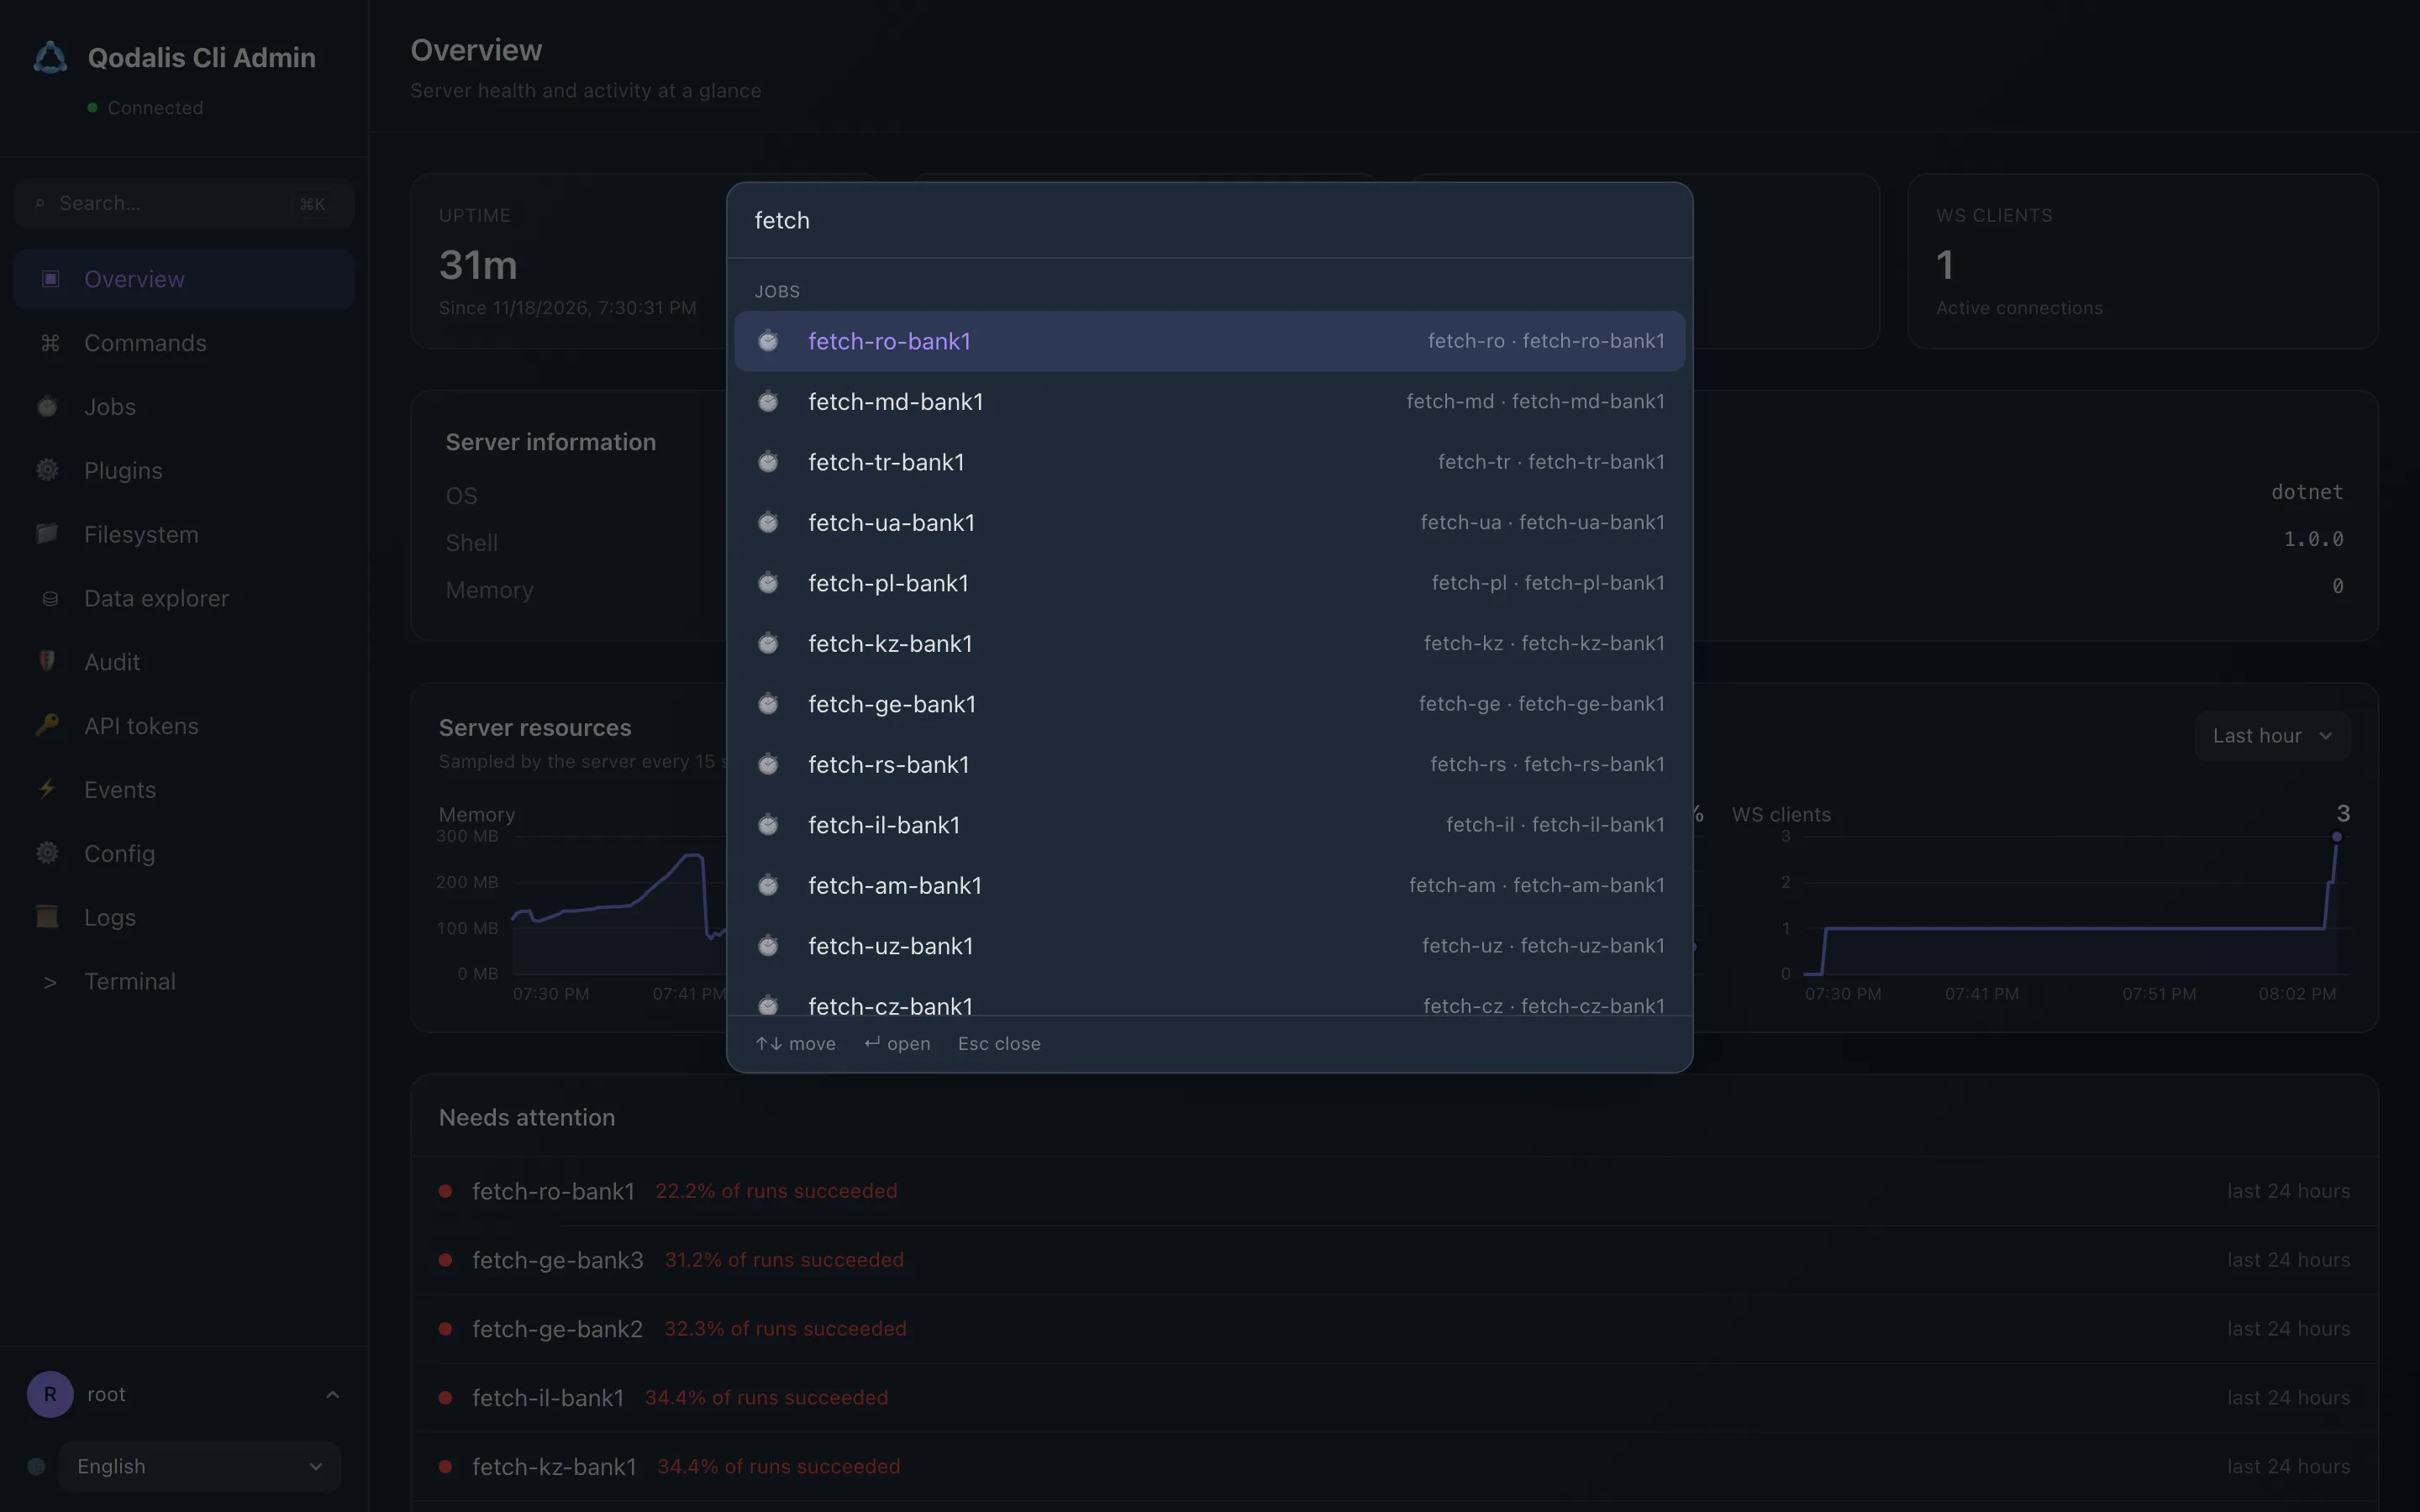 Qodalis Cli Admin
Connected
Search...
⌘K
Overview
Commands
Jobs
Plugins
Filesystem
Data explorer
Audit
API tokens
Events
Config
Logs
Terminal
R
root
English
Overview
Server health and activity at a glance
UPTIME
31m
Since 11/18/2026, 7:30:31 PM
WS CLIENTS
1
Active connections
Server information
OS
Shell
Memory
dotnet
1.0.0
0
Server resources
Sampled by the server every 15 s
Last hour
Memory
300 MB
200 MB
100 MB
0 MB
07:30 PM
07:41 PM
%
WS clients
3
3
2
1
0
07:30 PM
07:41 PM
07:51 PM
08:02 PM
fetch
JOBS
fetch-ro-bank1 fetch-ro · fetch-ro-bank1
fetch-md-bank1 fetch-md · fetch-md-bank1
fetch-tr-bank1 fetch-tr · fetch-tr-bank1
fetch-ua-bank1 fetch-ua · fetch-ua-bank1
fetch-pl-bank1 fetch-pl · fetch-pl-bank1
fetch-kz-bank1 fetch-kz · fetch-kz-bank1
fetch-ge-bank1 fetch-ge · fetch-ge-bank1
fetch-rs-bank1 fetch-rs · fetch-rs-bank1
fetch-il-bank1 fetch-il · fetch-il-bank1
fetch-am-bank1 fetch-am · fetch-am-bank1
fetch-uz-bank1 fetch-uz · fetch-uz-bank1
fetch-cz-bank1 fetch-cz · fetch-cz-bank1
↑↓ move ↵ open Esc close
Needs attention
fetch-ro-bank1 22.2% of runs succeeded last 24 hours
fetch-ge-bank3 31.2% of runs succeeded last 24 hours
fetch-ge-bank2 32.3% of runs succeeded last 24 hours
fetch-il-bank1 34.4% of runs succeeded last 24 hours
fetch-kz-bank1 34.4% of runs succeeded last 24 hours